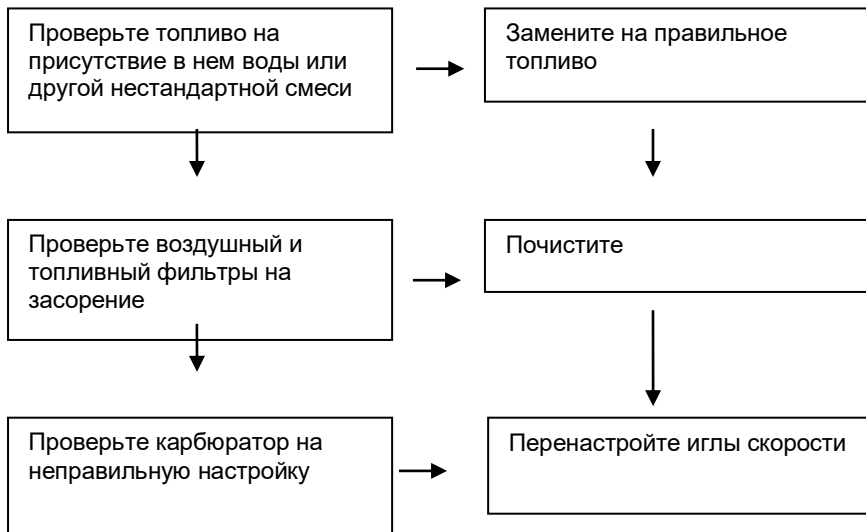 Проверьте топливо на
присутствие в нем воды или
другой нестандартной смеси
Замените на правильное
топливо
Проверьте воздушный и
топливный фильтры на
засорение
Почистите
Проверьте карбюратор на
неправильную настройку
Перенастройте иглы скорости